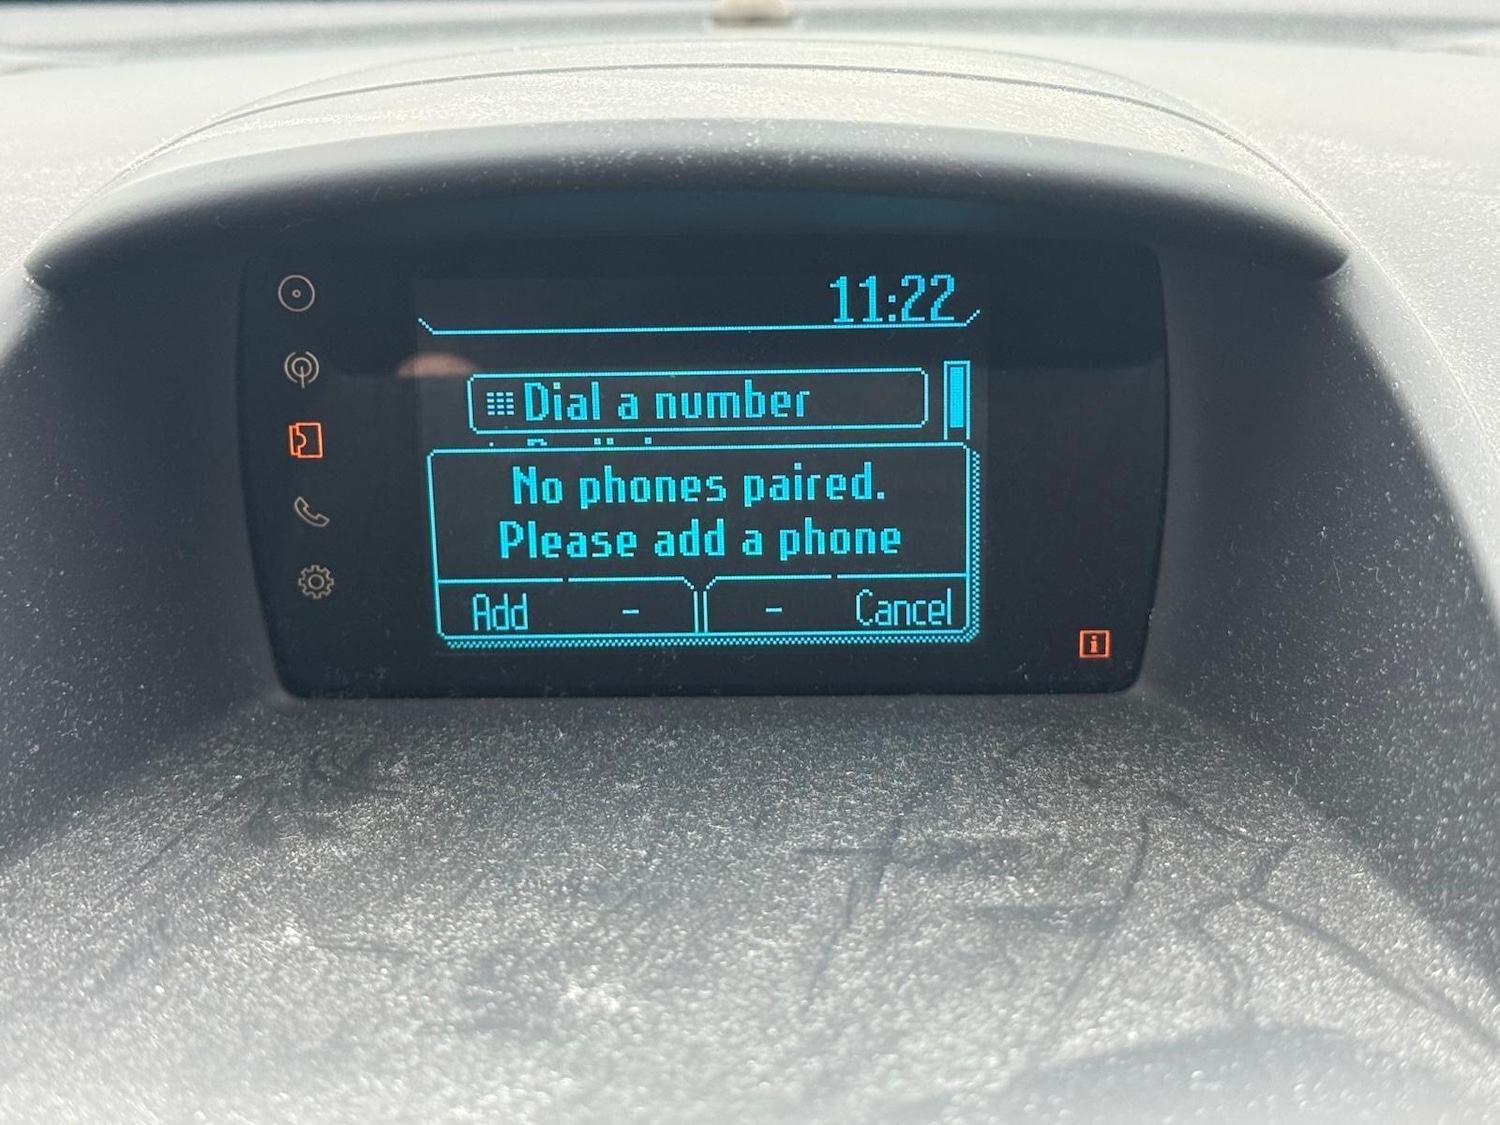 11:22
Dial a number
No phones paired.
Please add a phone
Add - - Cancel
i